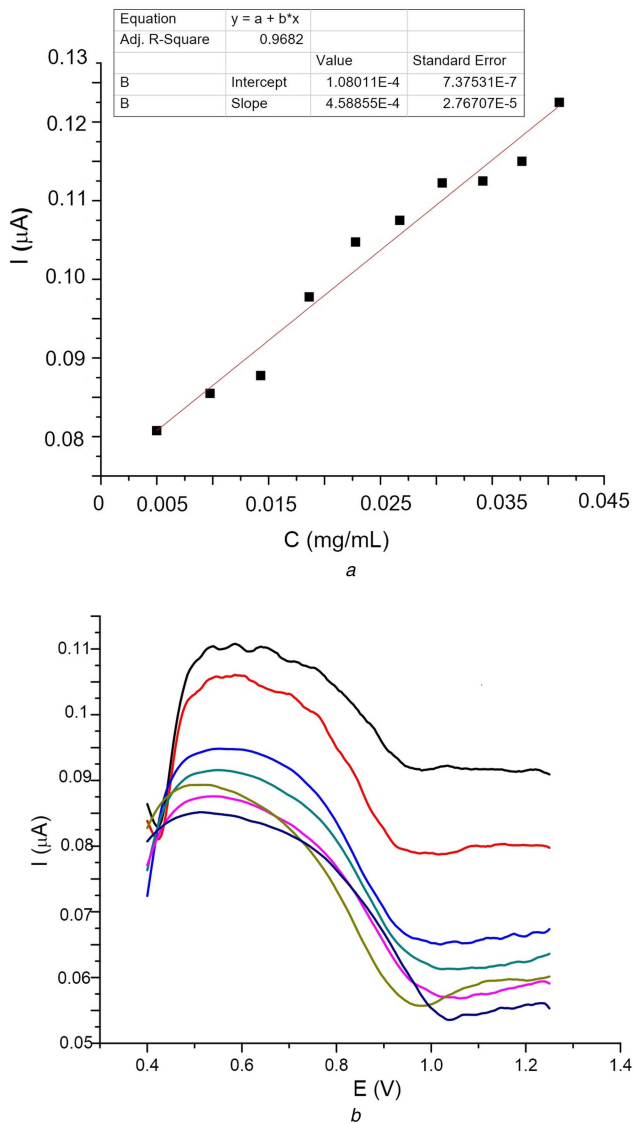 Equation y = a + b*x
Adj. R-Square 0.9682
Value Standard Error
B Intercept 1.08011E-4 7.37531E-7
B Slope 4.58855E-4 2.76707E-5
0.13
0.12
0.11
0.10
0.09
0.08
I (µA)
0 0.005 0.015 0.025 0.035 0.045
C (mg/mL)
a
0.11
0.1
0.09
0.08
0.07
0.06
0.05
I (µA)
0.4 0.6 0.8 1.0 1.2 1.4
E (V)
b